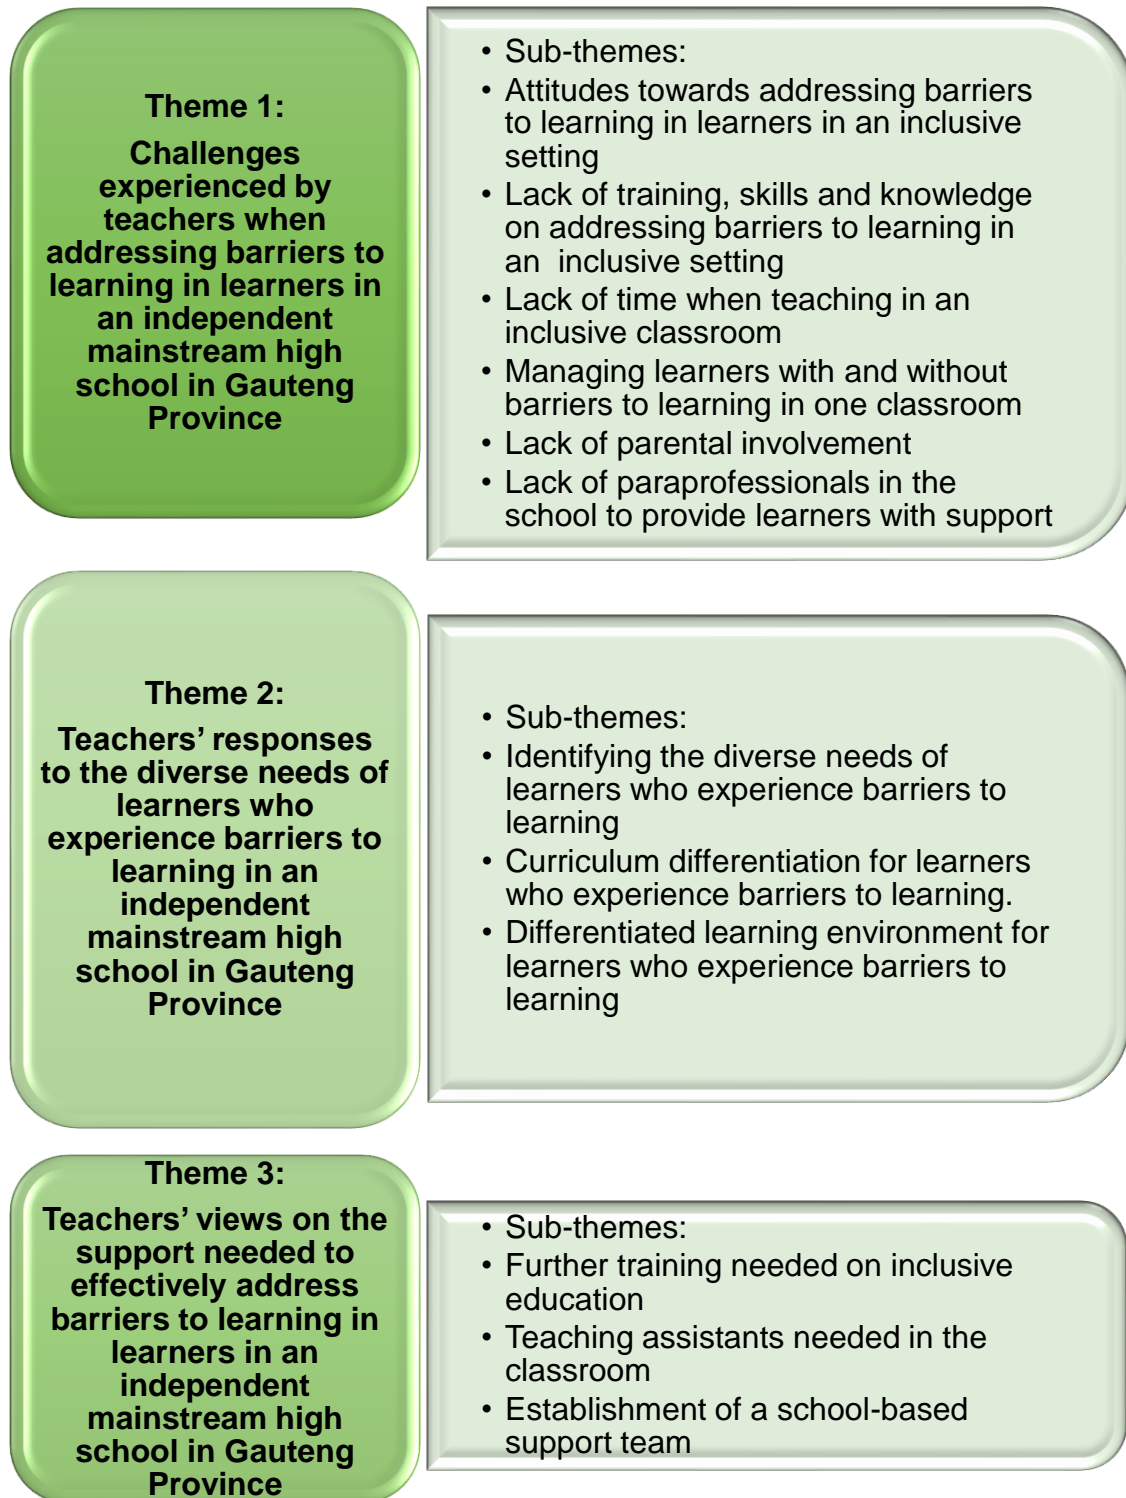 Theme 1:
Challenges
experienced by
teachers when
addressing barriers to
learning in learners in
an independent
mainstream high
school in Gauteng
Province
• Sub-themes:
• Attitudes towards addressing barriers
to learning in learners in an inclusive
setting
• Lack of training, skills and knowledge
on addressing barriers to learning in
an  inclusive setting
• Lack of time when teaching in an
inclusive classroom
• Managing learners with and without
barriers to learning in one classroom
• Lack of parental involvement
• Lack of paraprofessionals in the
school to provide learners with support
Theme 2:
Teachers’ responses
to the diverse needs of
learners who
experience barriers to
learning in an
independent
mainstream high
school in Gauteng
Province
• Sub-themes:
• Identifying the diverse needs of
learners who experience barriers to
learning
• Curriculum differentiation for learners
who experience barriers to learning.
• Differentiated learning environment for
learners who experience barriers to
learning
Theme 3:
Teachers’ views on the
support needed to
effectively address
barriers to learning in
learners in an
independent
mainstream high
school in Gauteng
Province
• Sub-themes:
• Further training needed on inclusive
education
• Teaching assistants needed in the
classroom
• Establishment of a school-based
support team